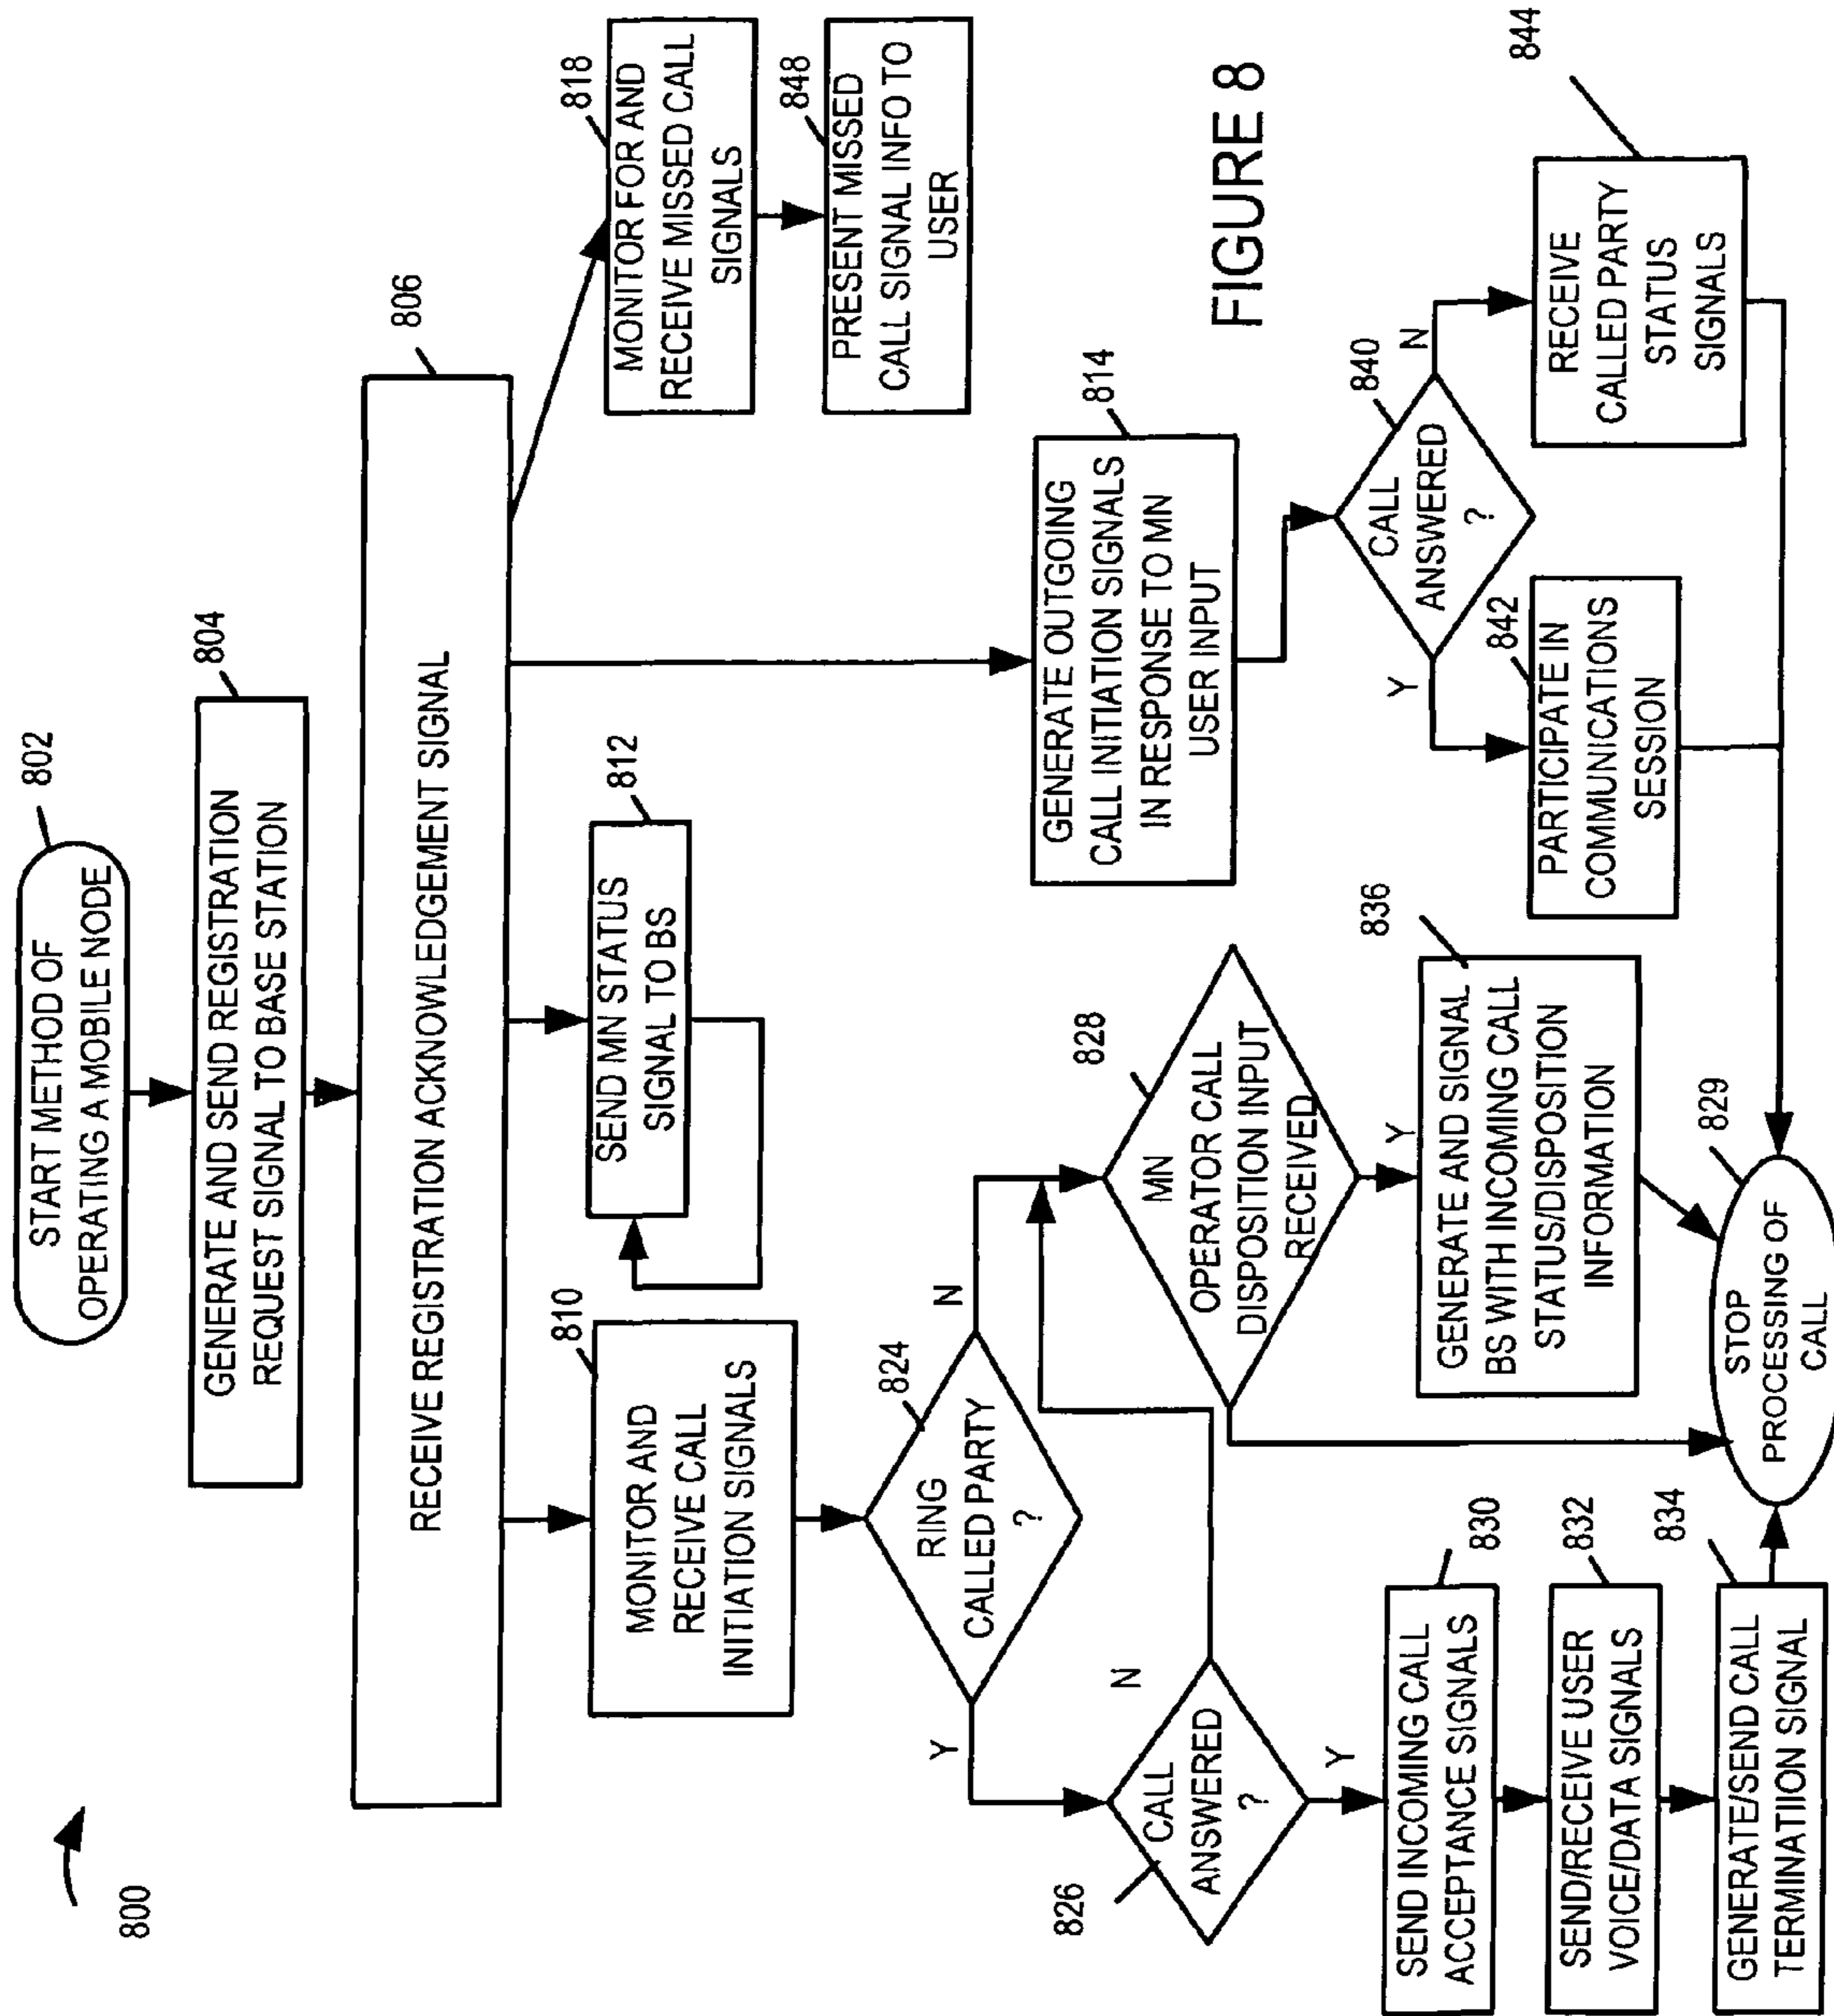 800
START METHOD OF
OPERATING A MOBILE NODE
802
GENERATE AND SEND REGISTRATION
REQUEST SIGNAL TO BASE STATION
804
RECEIVE REGISTRATION ACKNOWLEDGEMENT SIGNAL
806
810
MONITOR AND
RECEIVE CALL
INITIATION SIGNALS
SEND MN STATUS
SIGNAL TO BS
812
MONITOR FOR AND
RECEIVE MISSED CALL
SIGNALS
818
PRESENT MISSED
CALL SIGNAL INFO TO
USER
848
RING
CALLED PARTY
?
824
Y
N
CALL
ANSWERED
?
826
N
Y
MN
OPERATOR CALL
DISPOSITION INPUT
RECEIVED
828
Y
GENERATE OUTGOING
CALL INITIATION SIGNALS
IN RESPONSE TO MN
USER INPUT
814
FIGURE 8
CALL
ANSWERED
?
840
Y
N
SEND INCOMING CALL
ACCEPTANCE SIGNALS
830
SEND/RECEIVE USER
VOICE/DATA SIGNALS
832
GENERATE/SEND CALL
TERMINATIION SIGNAL
834
GENERATE AND SIGNAL
BS WITH INCOMING CALL
STATUS/DISPOSITION
INFORMATION
836
842
PARTICIPATE IN
COMMUNICATIONS
SESSION
RECEIVE
CALLED PARTY
STATUS
SIGNALS
844
STOP
PROCESSING OF
CALL
829